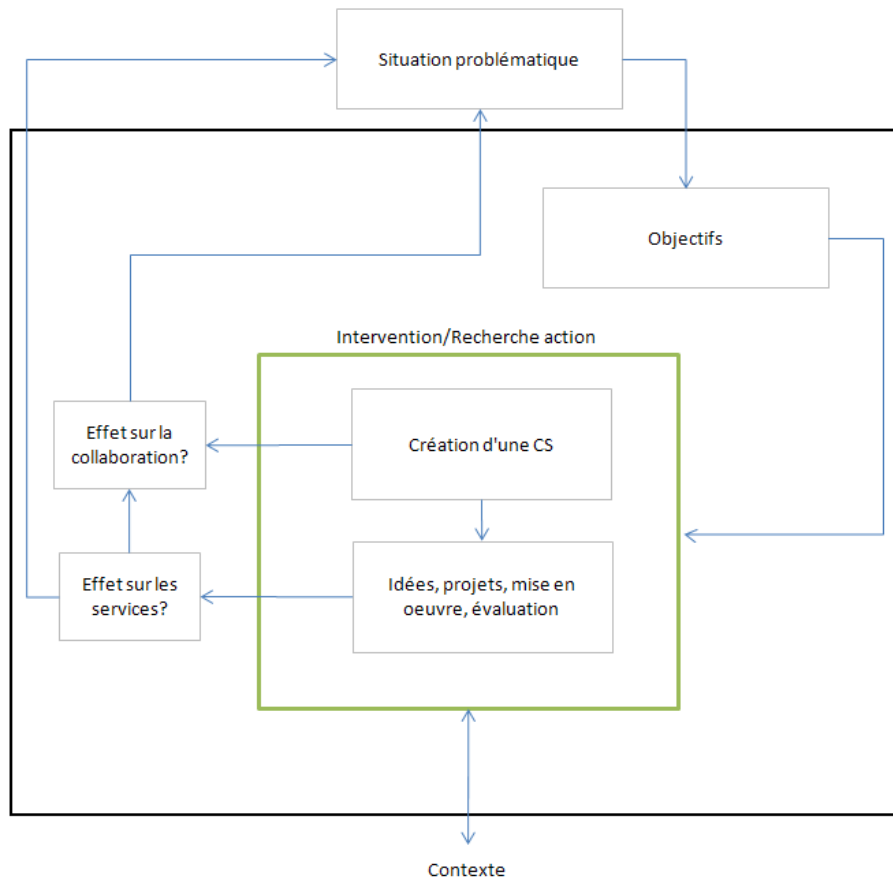 Situation problématique
Objectifs
Intervention/Recherche action
Effet sur la
collaboration?
Création d'une CS
Effet sur les
services?
Idées, projets, mise en
oeuvre, évaluation
Contexte